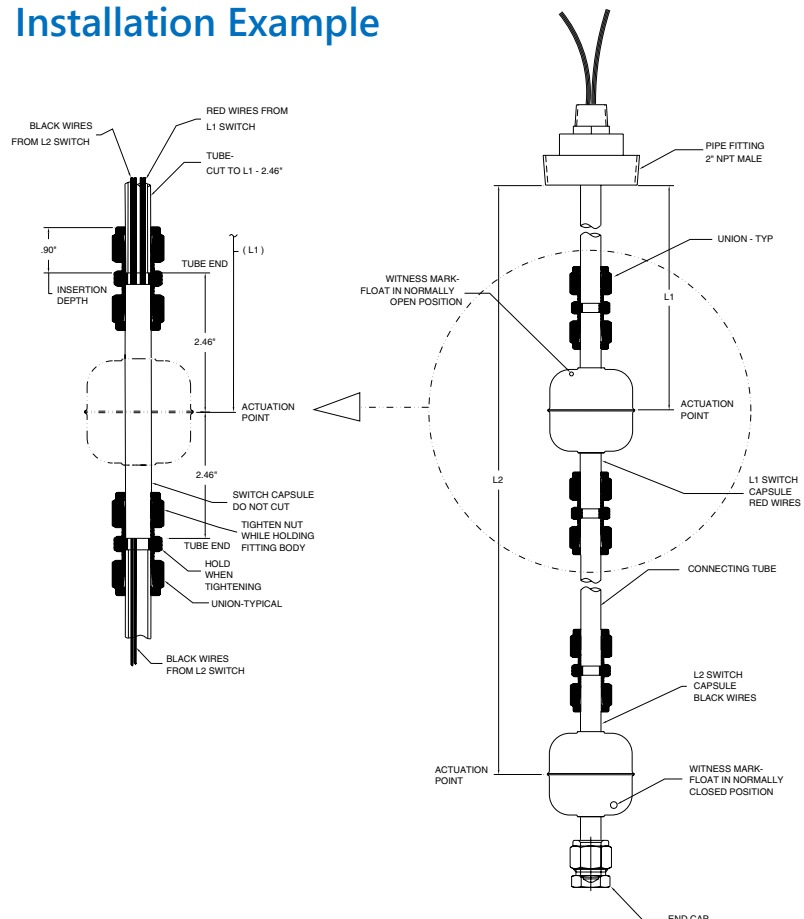 Installation Example
BLACK WIRES
FROM L2 SWITCH
RED WIRES FROM
L1 SWITCH
TUBE-
CUT TO L1 - 2.46"
.90"
TUBE END
( L1 )
INSERTION
DEPTH
2.46"
ACTUATION
POINT
2.46"
SWITCH CAPSULE
DO NOT CUT
TIGHTEN NUT
WHILE HOLDING
FITTING BODY
TUBE END
HOLD
WHEN
TIGHTENING
UNION-TYPICAL
BLACK WIRES
FROM L2 SWITCH
PIPE FITTING
2" NPT MALE
UNION - TYP
WITNESS MARK-
FLOAT IN NORMALLY
OPEN POSITION
L1
ACTUATION
POINT
L2
L1 SWITCH
CAPSULE
RED WIRES
CONNECTING TUBE
L2 SWITCH
CAPSULE
BLACK WIRES
ACTUATION
POINT
WITNESS MARK-
FLOAT IN NORMALLY
CLOSED POSITION
END CAP